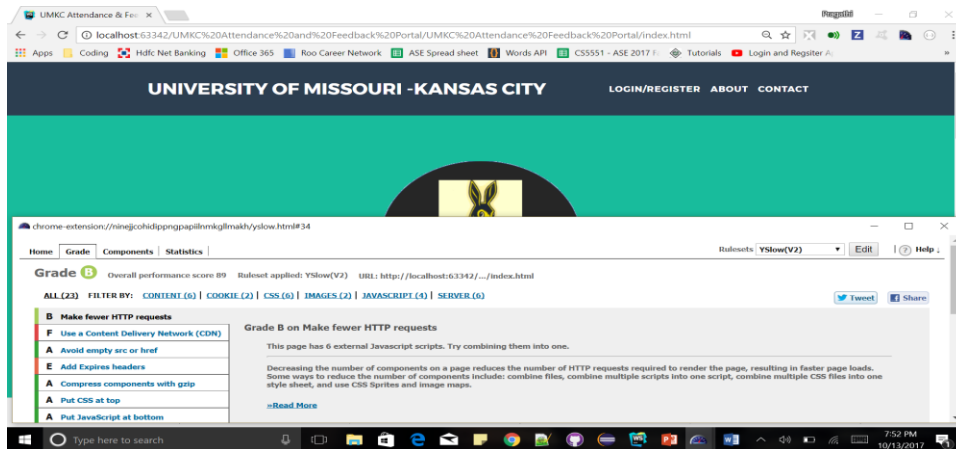 UMKC Attendance & Fee
localhost:63342/UMKC%20Attendance%20and%20Feedback%20Portal/UMKC%20Attendance%20Feedback%20Portal/index.html
Apps Coding Hdfc Net Banking Office 365 Roo Career Network ASE Spread sheet Words API CS5551 - ASE 2017 F Tutorials Login and Regsiter A »
UNIVERSITY OF MISSOURI -KANSAS CITY LOGIN/REGISTER ABOUT CONTACT
chrome-extension://ninejjcohidippngpapiilnmkgllmakh/yslow.html#34
Home Grade Components Statistics Rulesets YSlow(V2) Edit Help ↓
Grade B Overall performance score 89 Ruleset applied: YSlow(V2) URL: http://localhost:63342/.../index.html
ALL (23) FILTER BY: CONTENT (6) | COOKIE (2) | CSS (6) | IMAGES (2) | JAVASCRIPT (4) | SERVER (6) Tweet Share
B Make fewer HTTP requests
F Use a Content Delivery Network (CDN)
A Avoid empty src or href
E Add Expires headers
A Compress components with gzip
A Put CSS at top
A Put JavaScript at bottom
Grade B on Make fewer HTTP requests
This page has 6 external Javascript scripts. Try combining them into one.
Decreasing the number of components on a page reduces the number of HTTP requests required to render the page, resulting in faster page loads.
Some ways to reduce the number of components include: combine files, combine multiple scripts into one script, combine multiple CSS files into one
style sheet, and use CSS Sprites and image maps.
»Read More
Type here to search
7:52 PM
10/13/2017